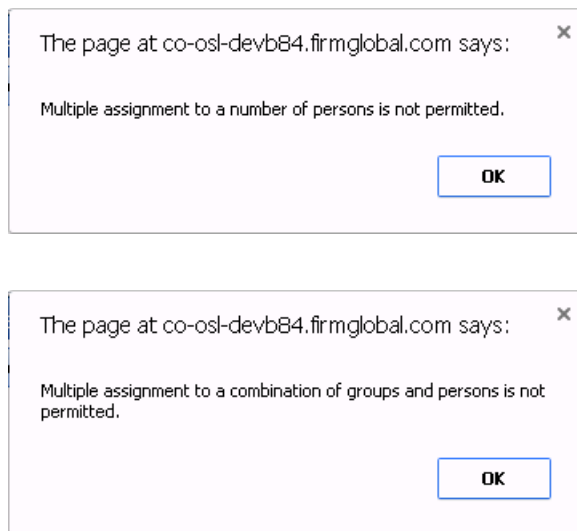 The page at co-osl-devb84.firmglobal.com says:
Multiple assignment to a number of persons is not permitted.
OK
The page at co-osl-devb84.firmglobal.com says:
Multiple assignment to a combination of groups and persons is not
permitted.
OK